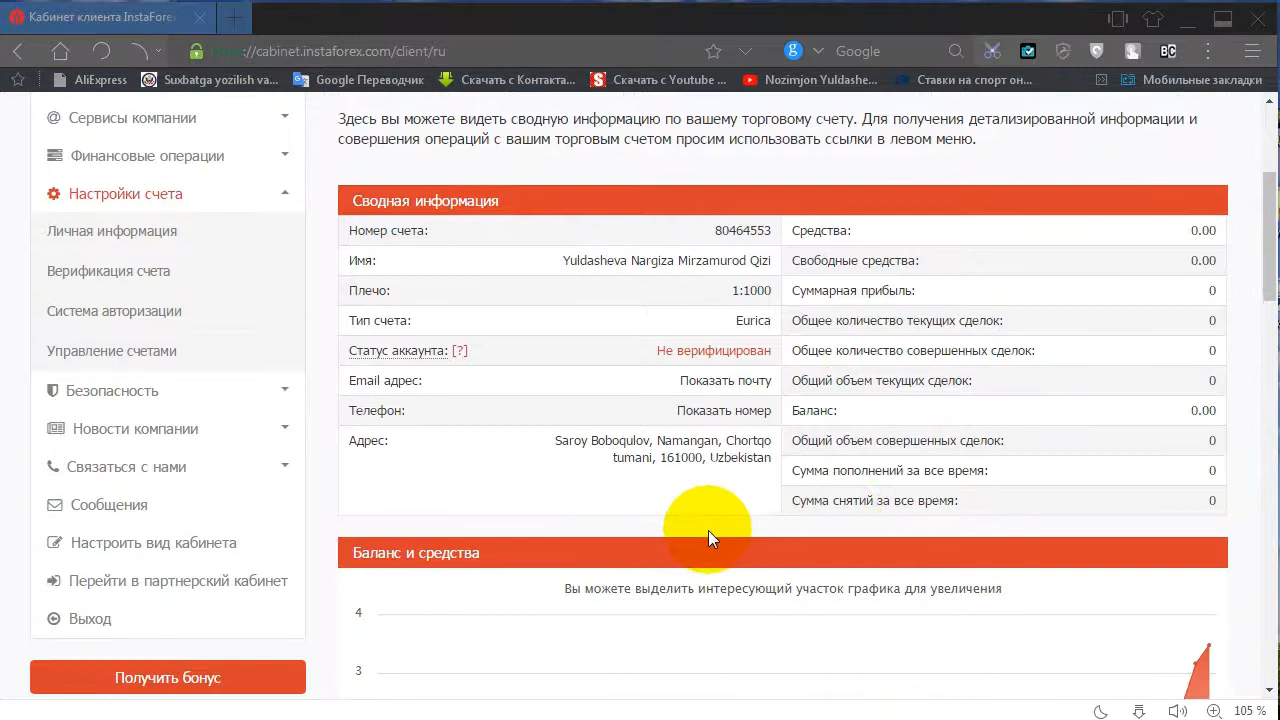 Кабинет клиента InstaForex
://cabinet.instaforex.com/client/ru
g
Google
BC
AliExpress
Suxbatga yozilish va...
Google Переводчик
Скачать с Контакта...
Скачать с Youtube ...
Nozimjon Yuldashe...
Ставки на спорт он...
Мобильные закладки
Сервисы компании
Финансовые операции
Настройки счета
Личная информация
Верификация счета
Система авторизации
Управление счетами
Безопасность
Новости компании
Связаться с нами
Сообщения
Настроить вид кабинета
Перейти в партнерский кабинет
Выход
Получить бонус
Здесь вы можете видеть сводную информацию по вашему торговому счету. Для получения детализированной информации и
совершения операций с вашим торговым счетом просим использовать ссылки в левом меню.
Сводная информация
Номер счета: 80464553
Имя: Yuldasheva Nargiza Mirzamurod Qizi
Плечо: 1:1000
Тип счета: Eurica
Статус аккаунта: [?] Не верифицирован
Email адрес: Показать почту
Телефон: Показать номер
Адрес: Saroy Boboqulov, Namangan, Chortqo
tumani, 161000, Uzbekistan
Средства: 0.00
Свободные средства: 0.00
Суммарная прибыль: 0
Общее количество текущих сделок: 0
Общее количество совершенных сделок: 0
Общий объем текущих сделок: 0
Баланс: 0.00
Общий объем совершенных сделок: 0
Сумма пополнений за все время: 0
Сумма снятий за все время: 0
Баланс и средства
Вы можете выделить интересующий участок графика для увеличения
4
3
105 %